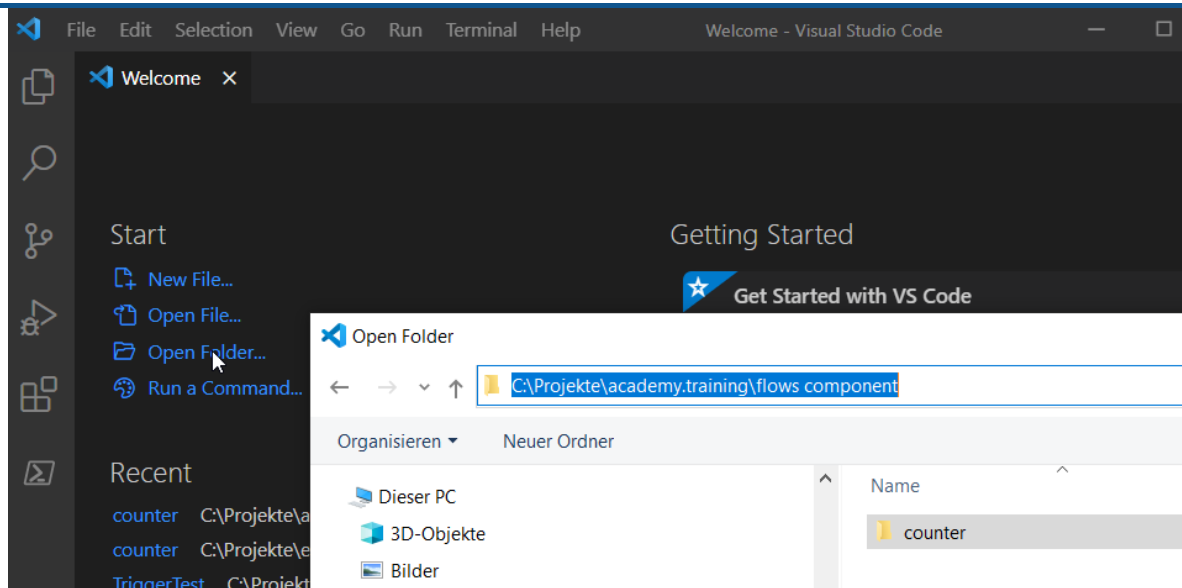 File Edit Selection View Go Run Terminal Help Welcome - Visual Studio Code
Welcome
Start
New File...
Open File...
Open Folder...
Run a Command...
Getting Started
Get Started with VS Code
Open Folder
C:\Projekte\academy.training\flows component
Organisieren Neuer Ordner
Dieser PC
3D-Objekte
Bilder
Name
counter
Recent
counter C:\Projekte\a
counter C:\Projekte\e
TriggerTest C:\Projekt